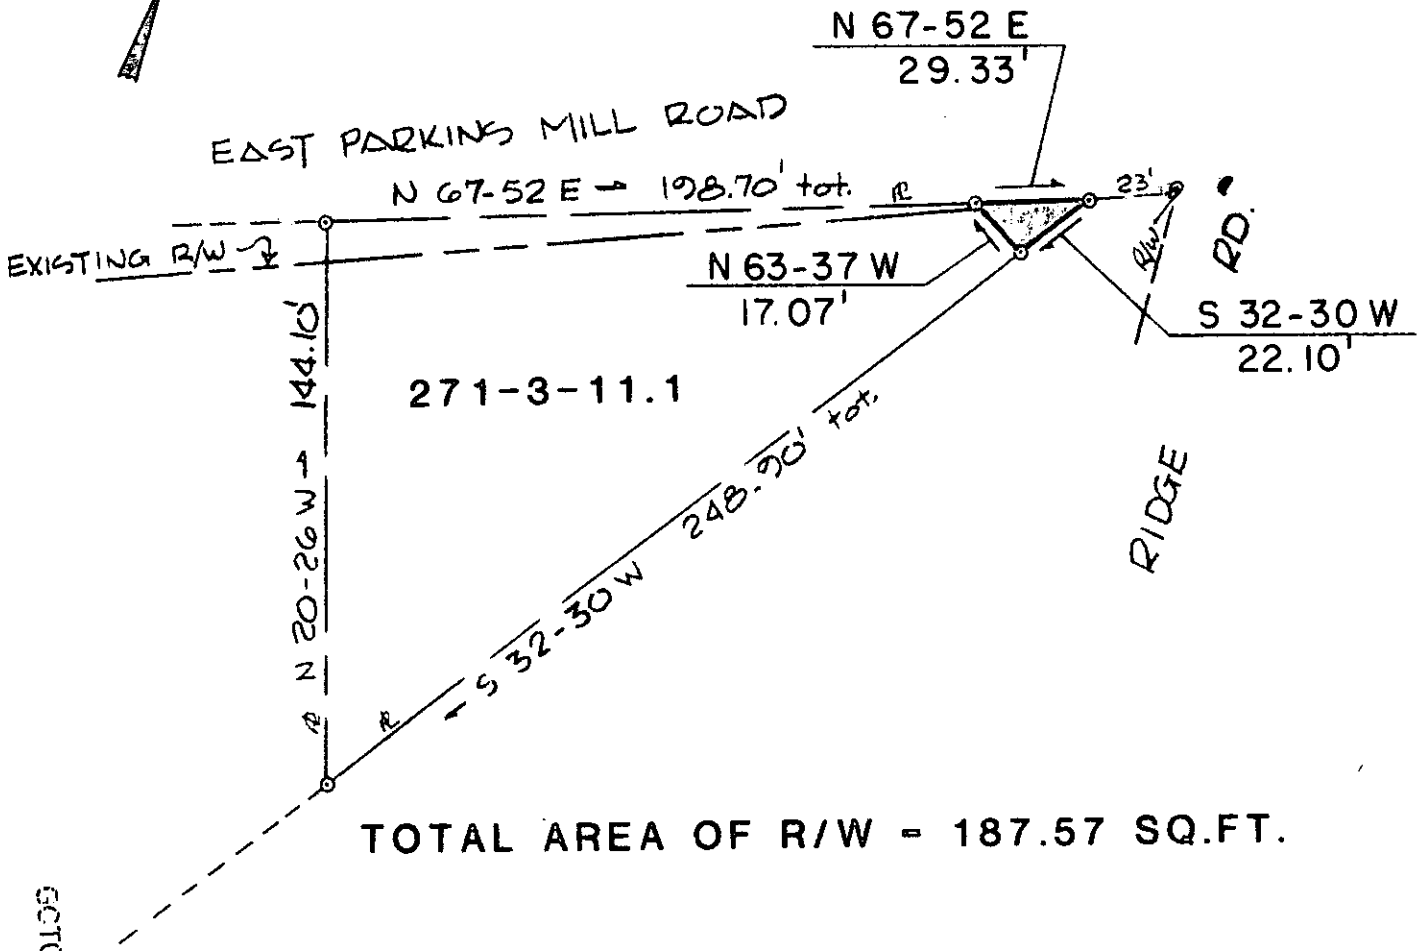 N 67-52 E
29.33'
EAST PARKINS MILL ROAD
N 67-52 E 198.70' tot.
23'
EXISTING R/W
R/W
RD.
N 63-37 W
17.07'
S 32-30 W
22.10'
144.10'
N 20-26 W
271-3-11.1
248.90' tot.
S 32-30 W
RIDGE
TOTAL AREA OF R/W = 187.57 SQ.FT.